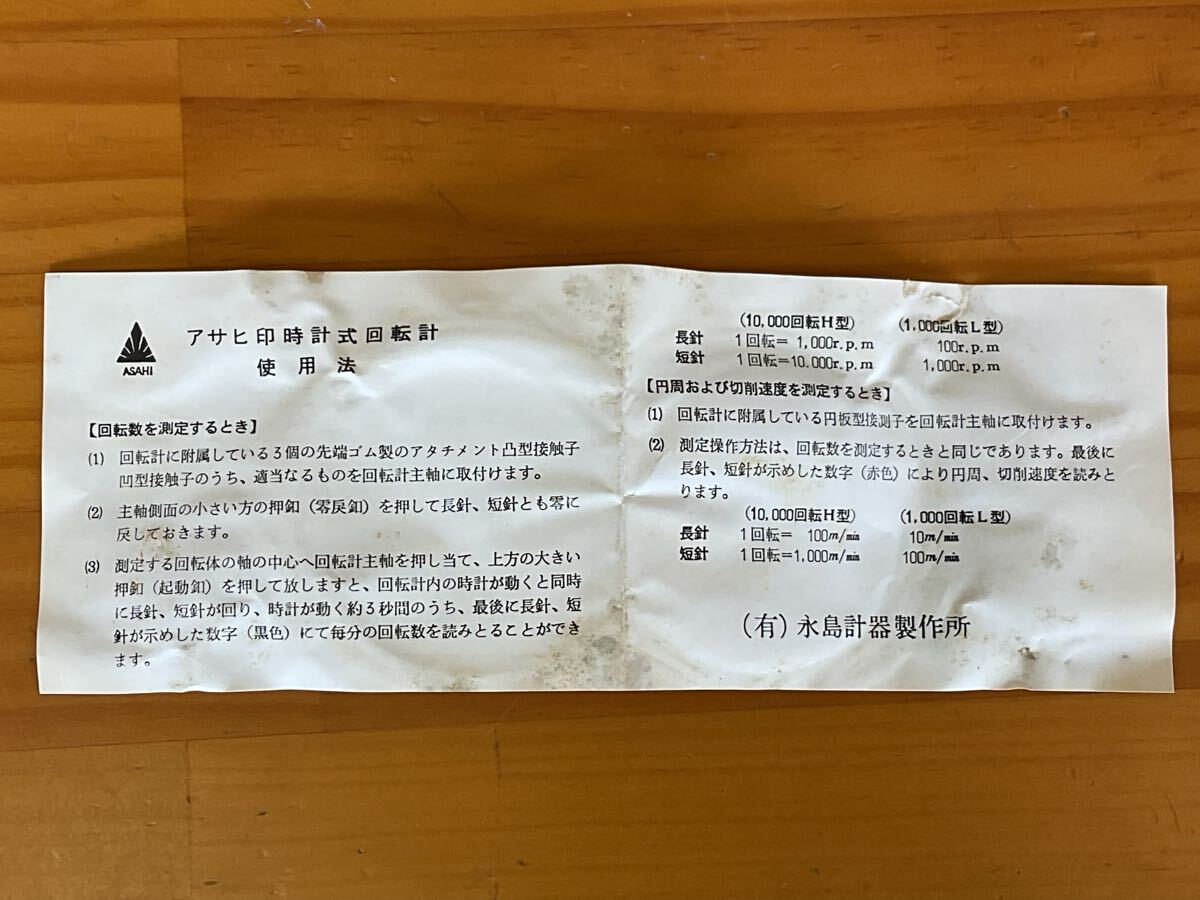 ASAHI
アサヒ印時計式回転計
使用法
【回転数を測定するとき】
(1) 回転計に附属している3個の先端ゴム製のアタチメント凸型接触子
凹型接触子のうち、適当なるものを回転計主軸に取付けます。
(2) 主軸側面の小さい方の押釦（零戻釦）を押して長針、短針とも零に
戻しておきます。
(3) 測定する回転体の軸の中心へ回転計主軸を押し当て、上方の大きい
押釦（起動釦）を押して放しますと、回転計内の時計が動くと同時
に長針、短針が回り、時計が動く約3秒間のうち、最後に長針、短
針が示めした数字（黒色）にて毎分の回転数を読みとることができ
ます。
(10,000回転H型) (1,000回転L型)
長針 1回転= 1,000r.p.m 100r.p.m
短針 1回転=10.000r.p.m 1,000r.p.m
【円周および切削速度を測定するとき】
(1) 回転計に附属している円板型接測子を回転計主軸に取付けます。
(2) 測定操作方法は、回転数を測定するときと同じであります。最後に
長針、短針が示めした数字（赤色）により円周、切削速度を読みと
ります。
(10,000回転H型) (1,000回転L型)
長針 1回転= 100m/min 10m/min
短針 1回転=1,000m/min 100m/min
(有)永島計器製作所